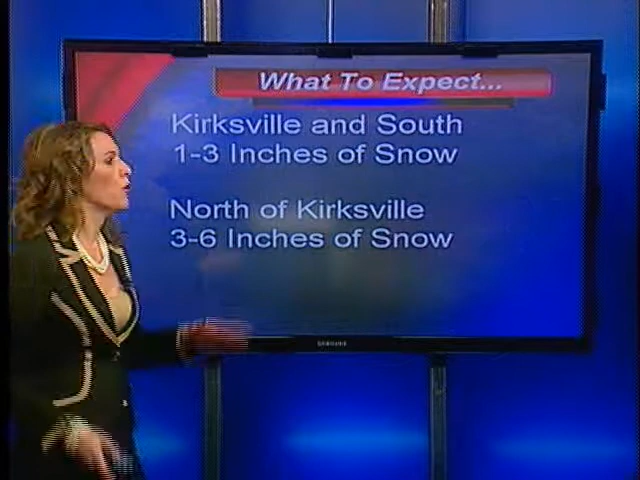 What To Expect...
Kirksville and South
1-3 Inches of Snow
North of Kirksville
3-6 Inches of Snow
SAMSUNG